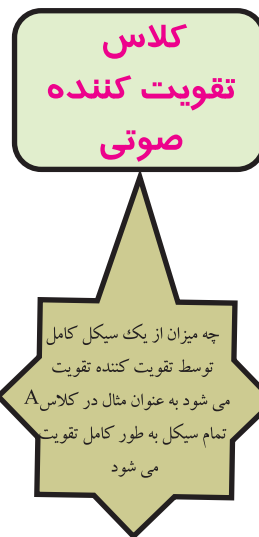 کلاس
تقویت کننده
صوتی
چه میزان از یک سیکل کامل
توسط تقویت کننده تقویت
می شود به عنوان مثال در کلاس A
تمام سیکل به طور کامل تقویت
می شود